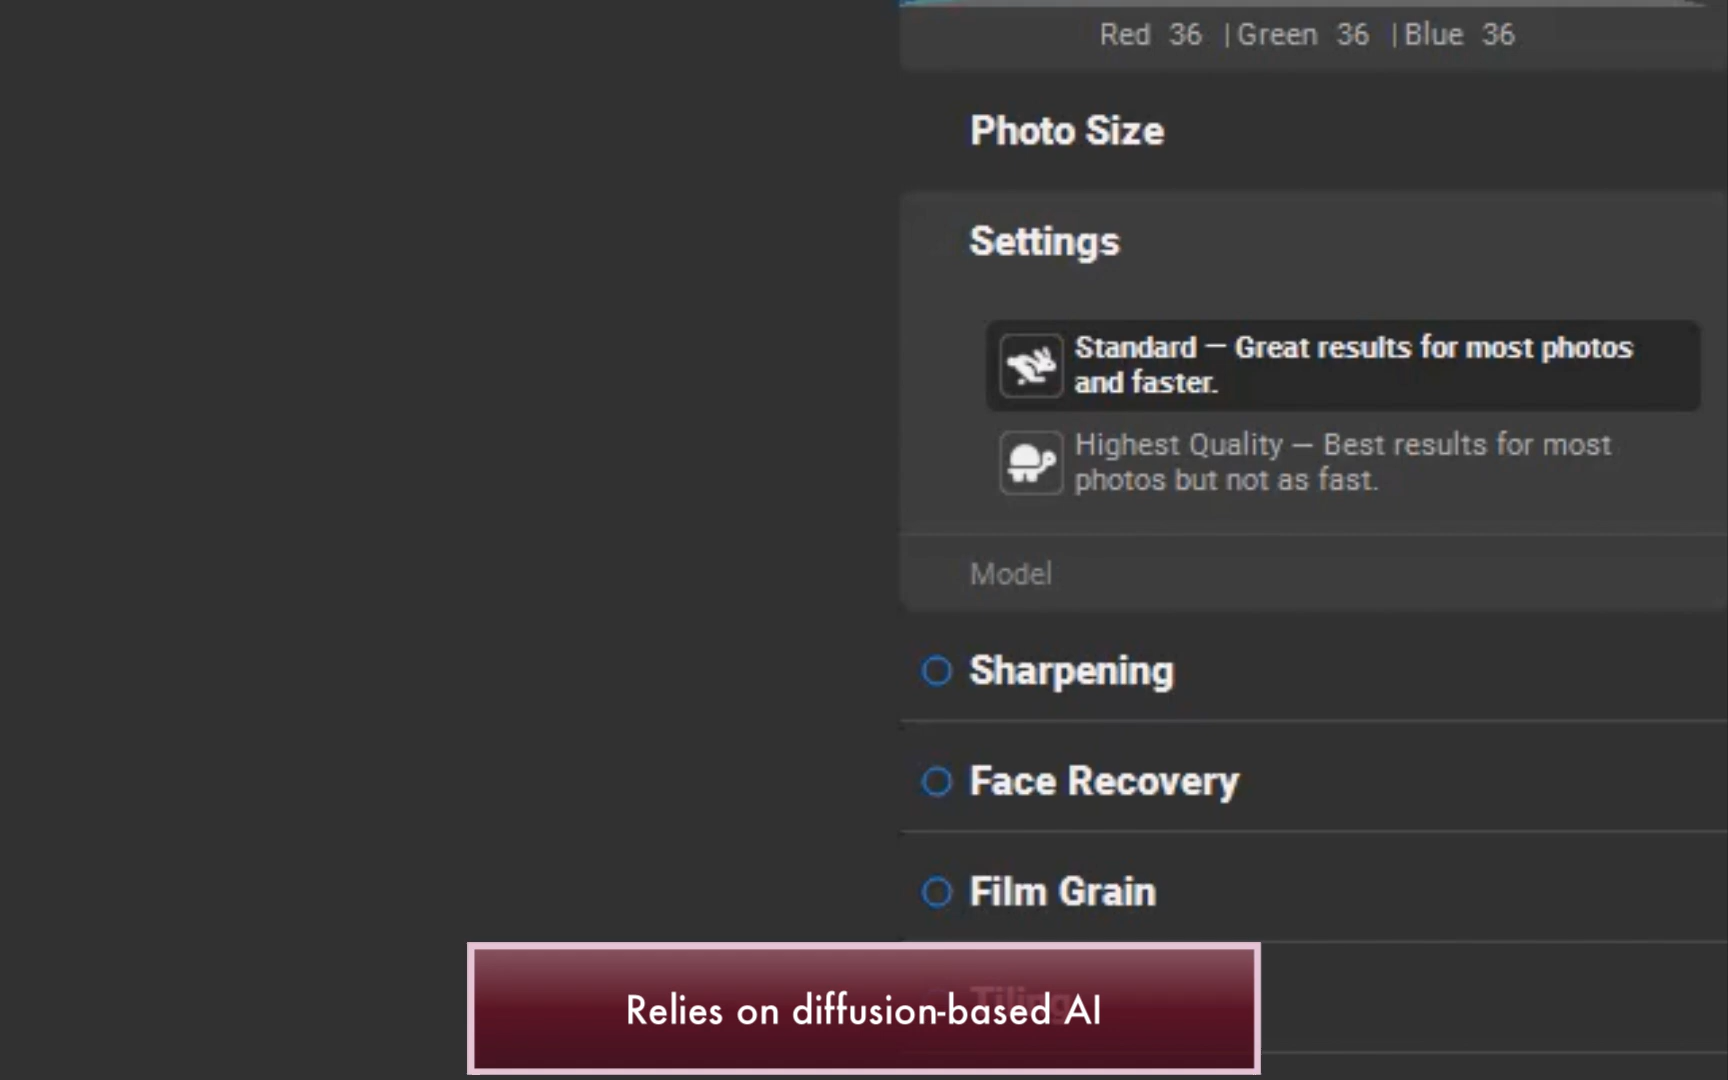 Red 36 | Green 36 | Blue 36
Photo Size
Settings
Standard — Great results for most photos
and faster.
Highest Quality — Best results for most
photos but not as fast.
Model
Sharpening
Face Recovery
Film Grain
Tiling
Relies on diffusion-based AI